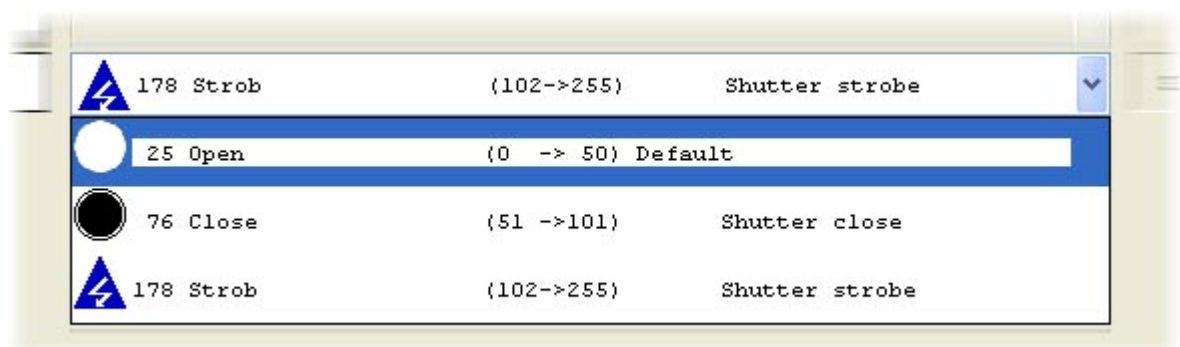 178 Strob (102->255) Shutter strobe
25 Open (0 -> 50) Default
76 Close (51 ->101) Shutter close
178 Strob (102->255) Shutter strobe